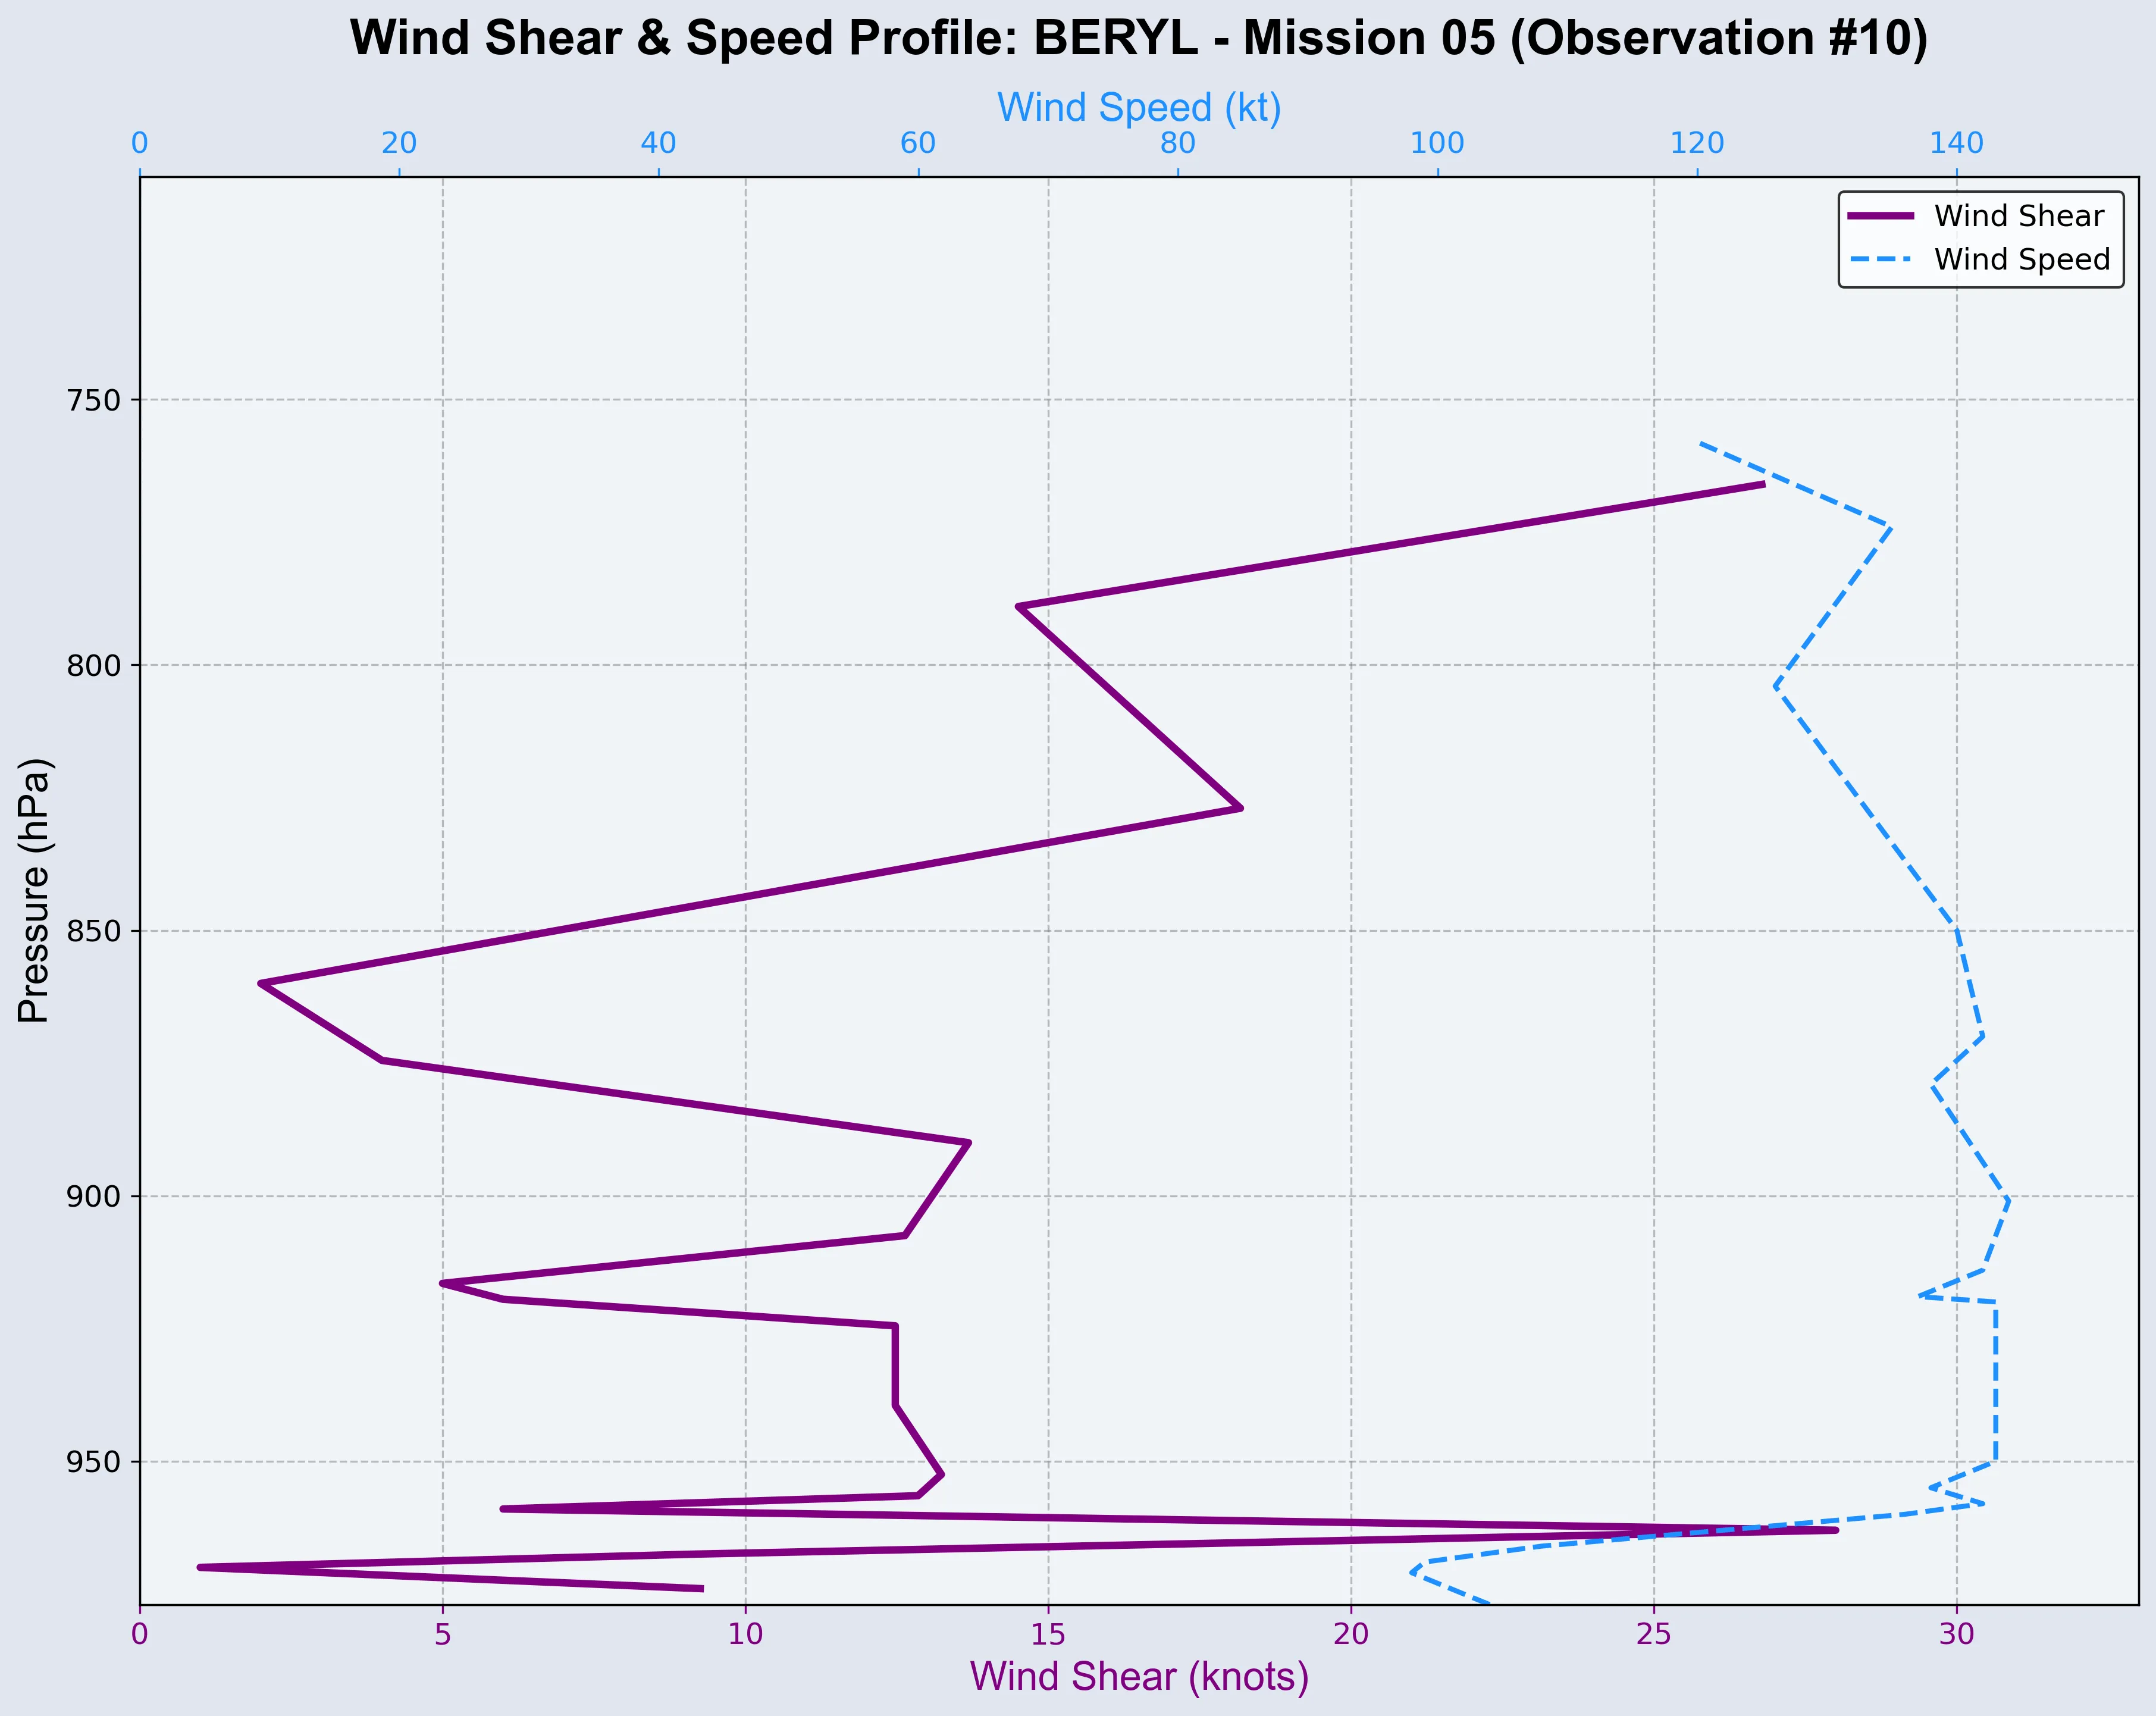 Wind Shear & Speed Profile: BERYL - Mission 05 (Observation #10)
Wind Speed (kt)
0 20 40 60 80 100 120 140
Wind Shear
Wind Speed
Pressure (hPa)
750
800
850
900
950
0 5 10 15 20 25 30
Wind Shear (knots)